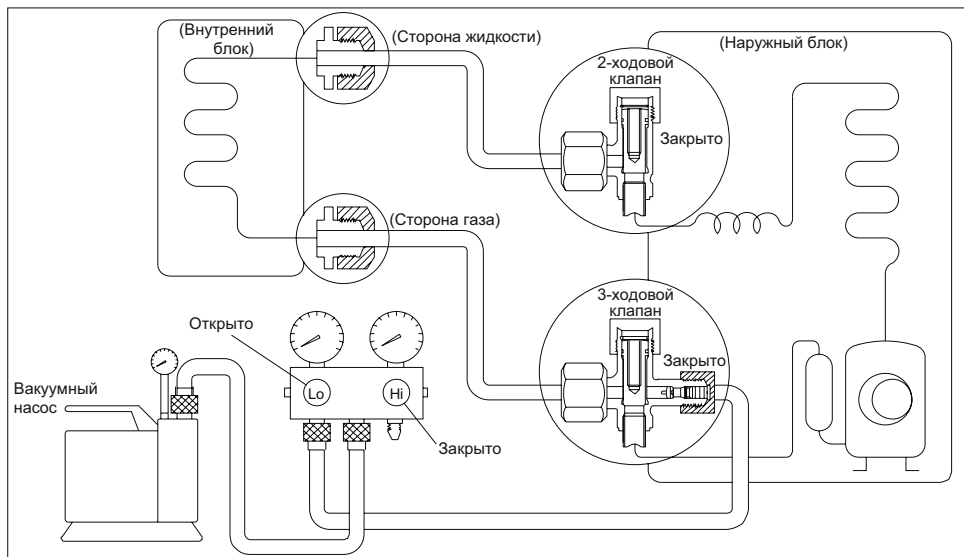 (Внутренний
блок)
(Сторона жидкости)
(Наружный блок)
2-ходовой
клапан
Закрыто
(Сторона газа)
3-ходовой
клапан
Закрыто
Открыто
Lo
Hi
Вакуумный
насос
Закрыто